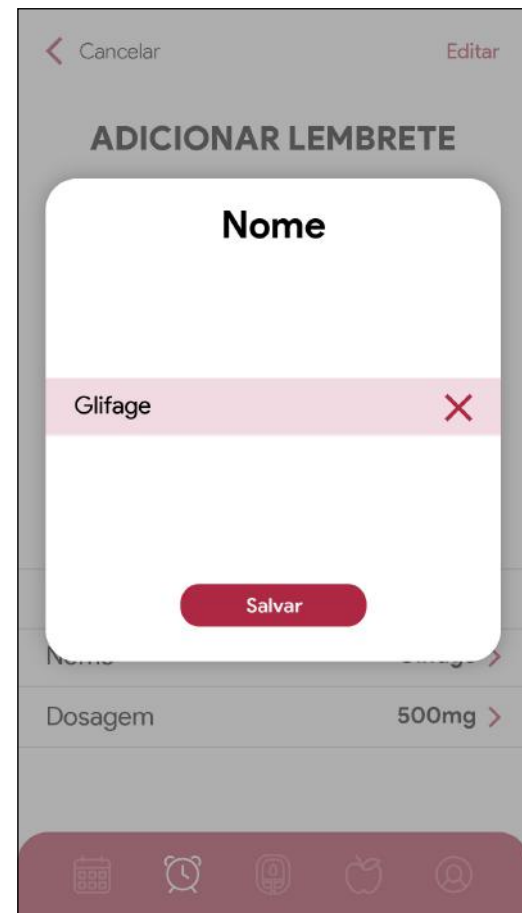 Cancelar Editar
ADICIONAR LEMBRETE
Nome
Glifage
Salvar
Dosagem 500mg